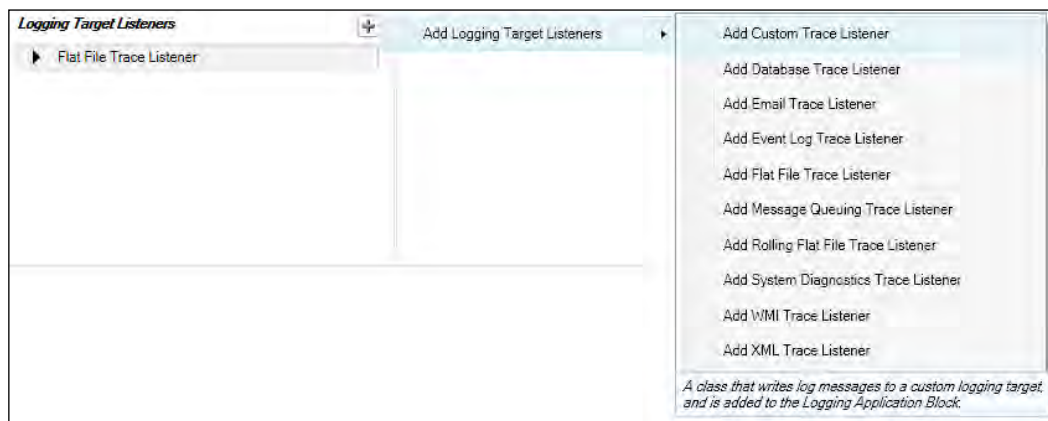 Logging Target Listeners
Flat File Trace Listener
Add Logging Target Listeners
Add Custom Trace Listener
Add Database Trace Listener
Add Email Trace Listener
Add Event Log Trace Listener
Add Flat File Trace Listener
Add Message Queuing Trace Listener
Add Rolling Flat File Trace Listener
Add System Diagnostics Trace Listener
Add WMI Trace Listener
Add XML Trace Listener
A class that writes log messages to a custom logging target,
and is added to the Logging Application Block.